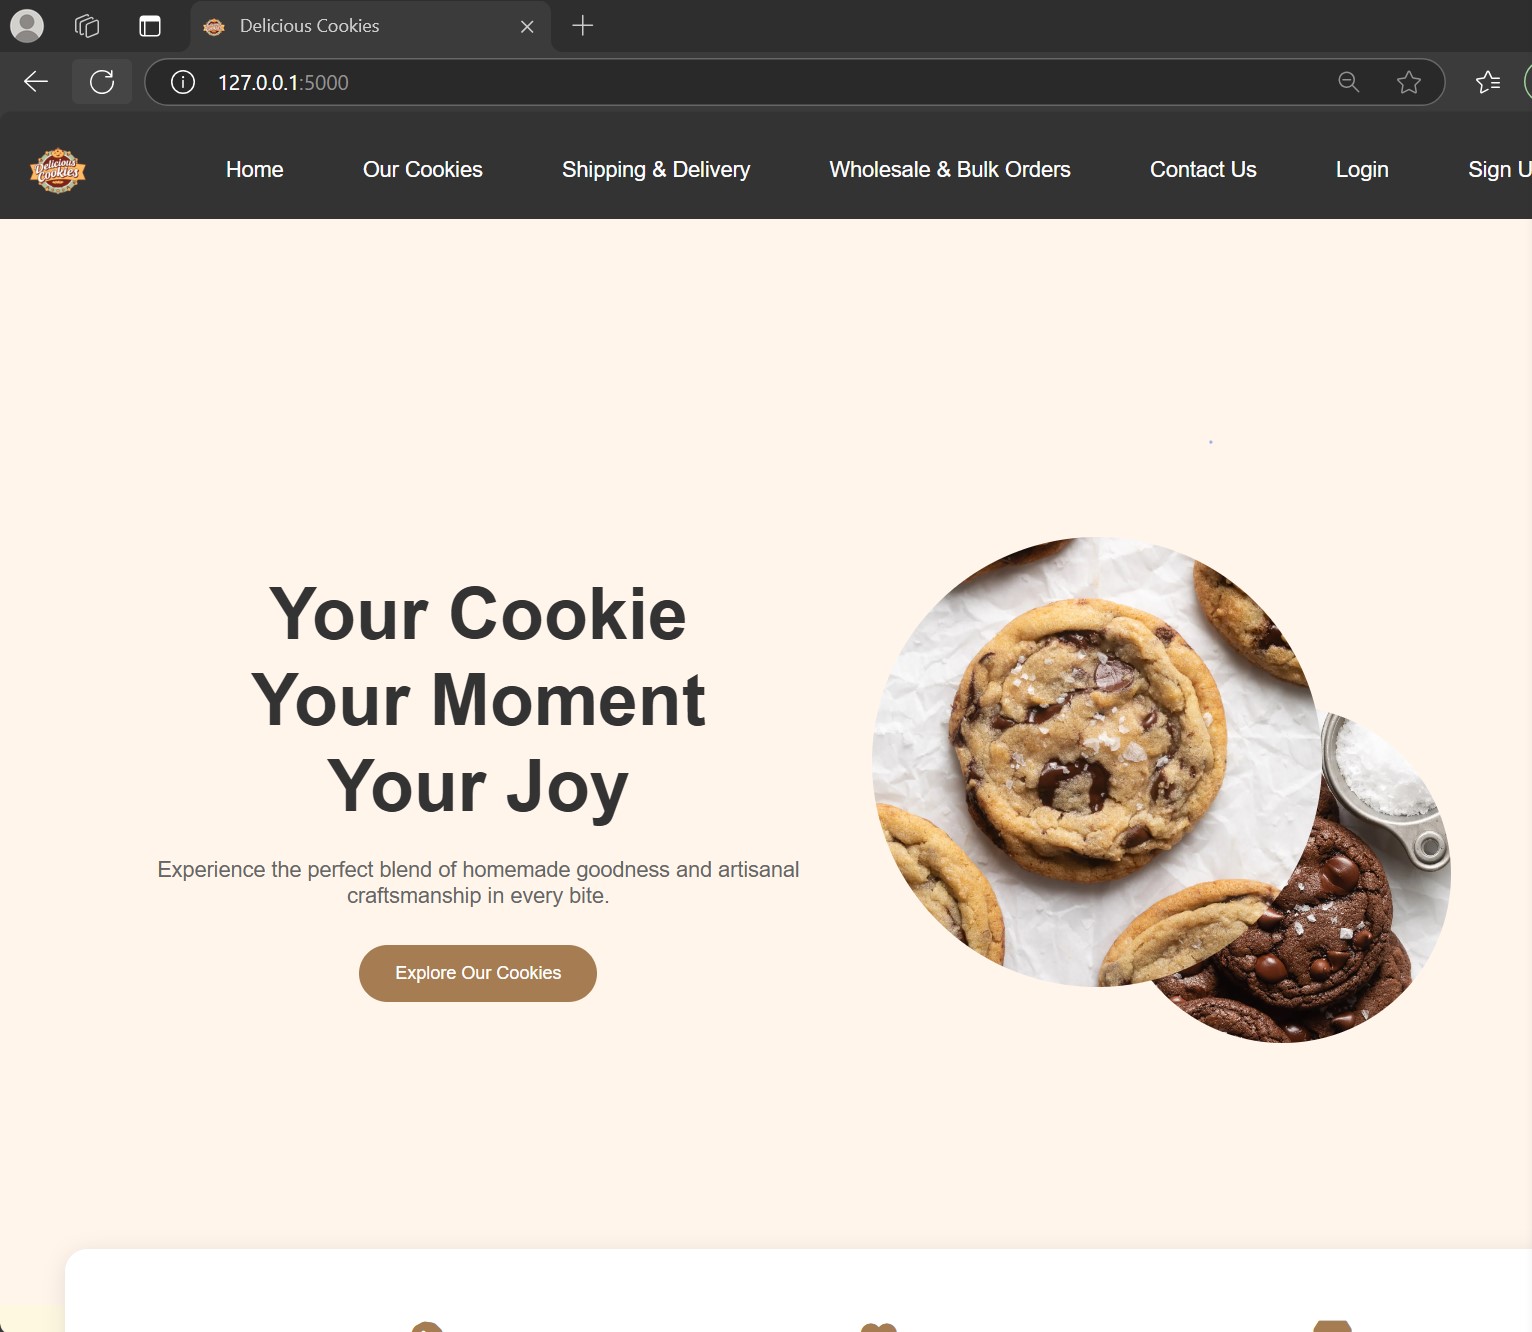 Delicious Cookies
127.0.0.1:5000
Delicious Cookies
Home Our Cookies Shipping & Delivery Wholesale & Bulk Orders Contact Us Login Sign U
Your Cookie
Your Moment
Your Joy
Experience the perfect blend of homemade goodness and artisanal
craftsmanship in every bite.
Explore Our Cookies